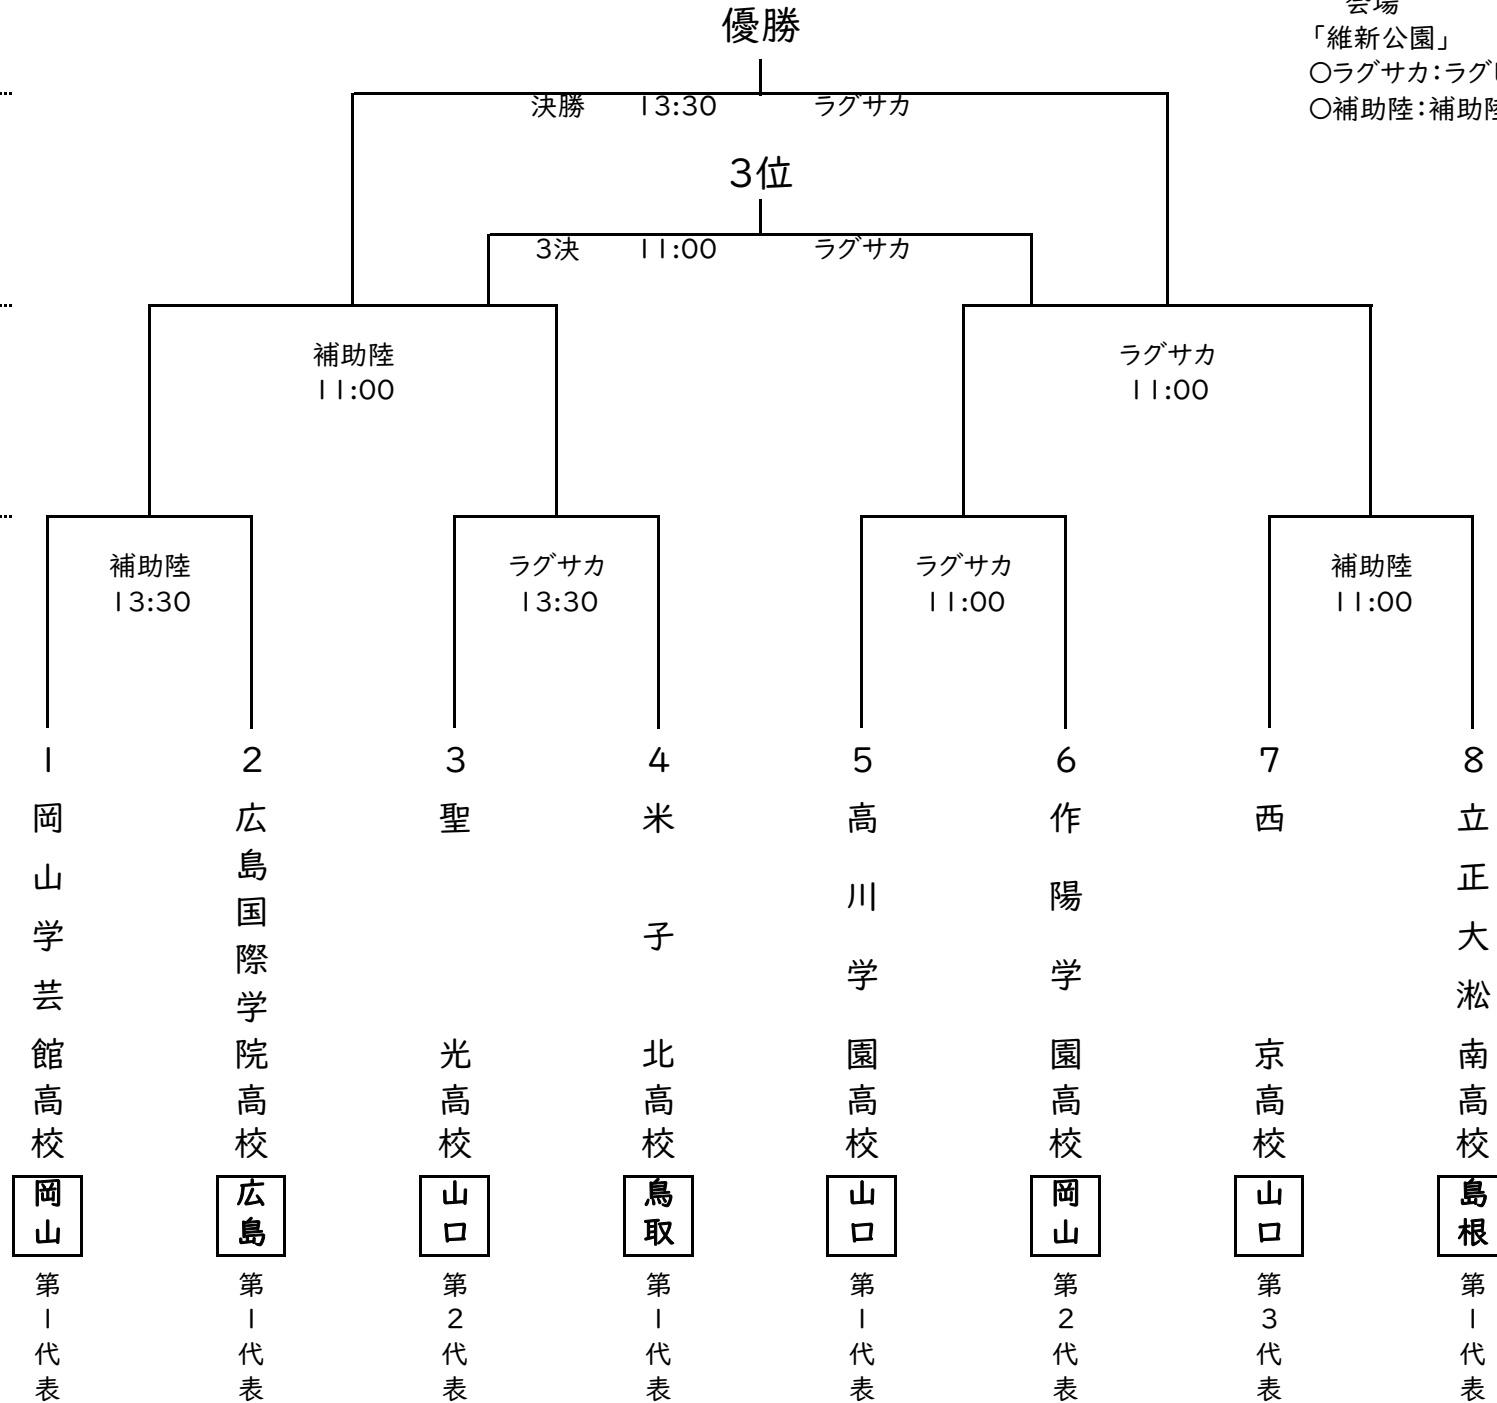 優勝
会場
「維新公園」
○ラグサカ：ラグ
○補助陸：補助陸
決勝 13:30 ラグサカ
3位
3決 11:00 ラグサカ
補助陸
11:00
ラグサカ
11:00
補助陸
13:30
ラグサカ
13:30
ラグサカ
11:00
補助陸
11:00
1
岡山学芸館高校
岡山
第1代表
2
広島国際学院高校
広島
第1代表
3
聖光高校
山口
第2代表
4
米子北高校
鳥取
第1代表
5
高川学園高校
山口
第1代表
6
作陽学園高校
岡山
第2代表
7
西京高校
山口
第3代表
8
立正大淞南高校
島根
第1代表